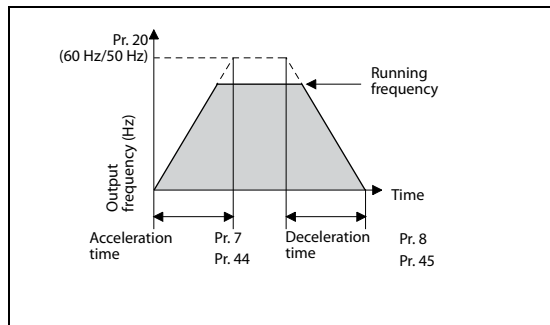 Pr. 20
(60 Hz/50 Hz)
Running
frequency
Output
frequency (Hz)
Time
Acceleration
time
Pr. 7
Pr. 44
Deceleration
time
Pr. 8
Pr. 45